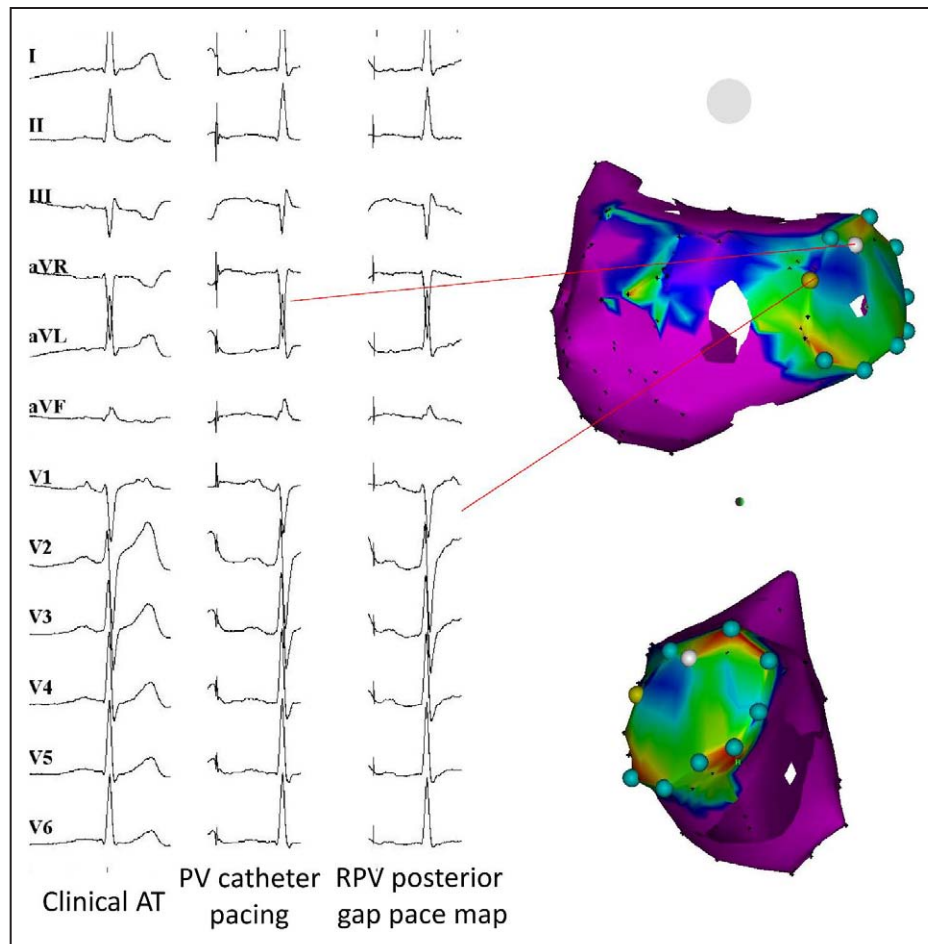 I
II
III
aVR
aVL
aVF
V1
V2
V3
V4
V5
V6
Clinical AT
PV catheter
pacing
RPV posterior
gap pace map